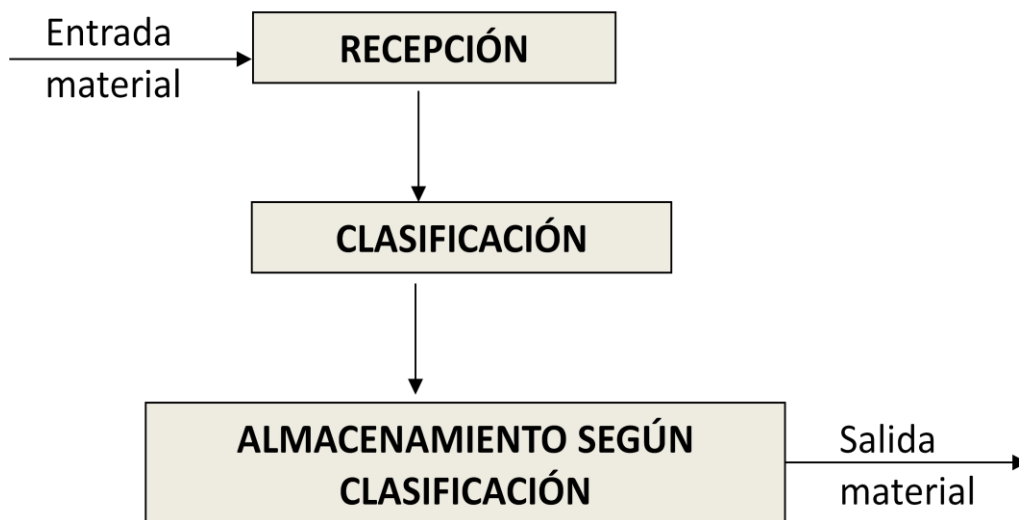 Entrada
material
RECEPCIÓN
CLASIFICACIÓN
ALMACENAMIENTO SEGÚN
CLASIFICACIÓN
Salida
material